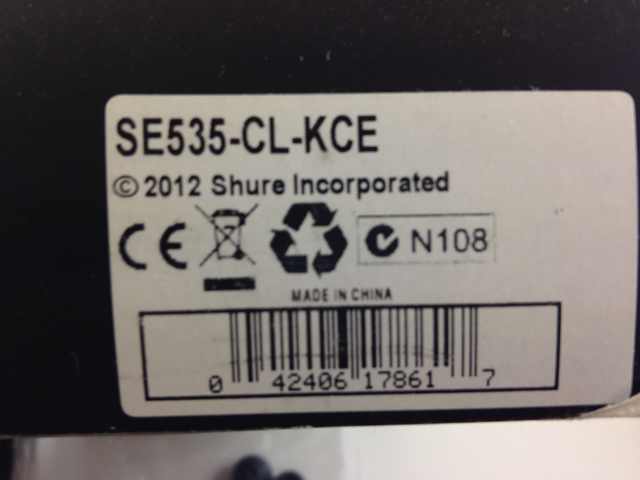 SE535-CL-KCE
© 2012 Shure Incorporated
CE N108
MADE IN CHINA
0 42406 17861 7